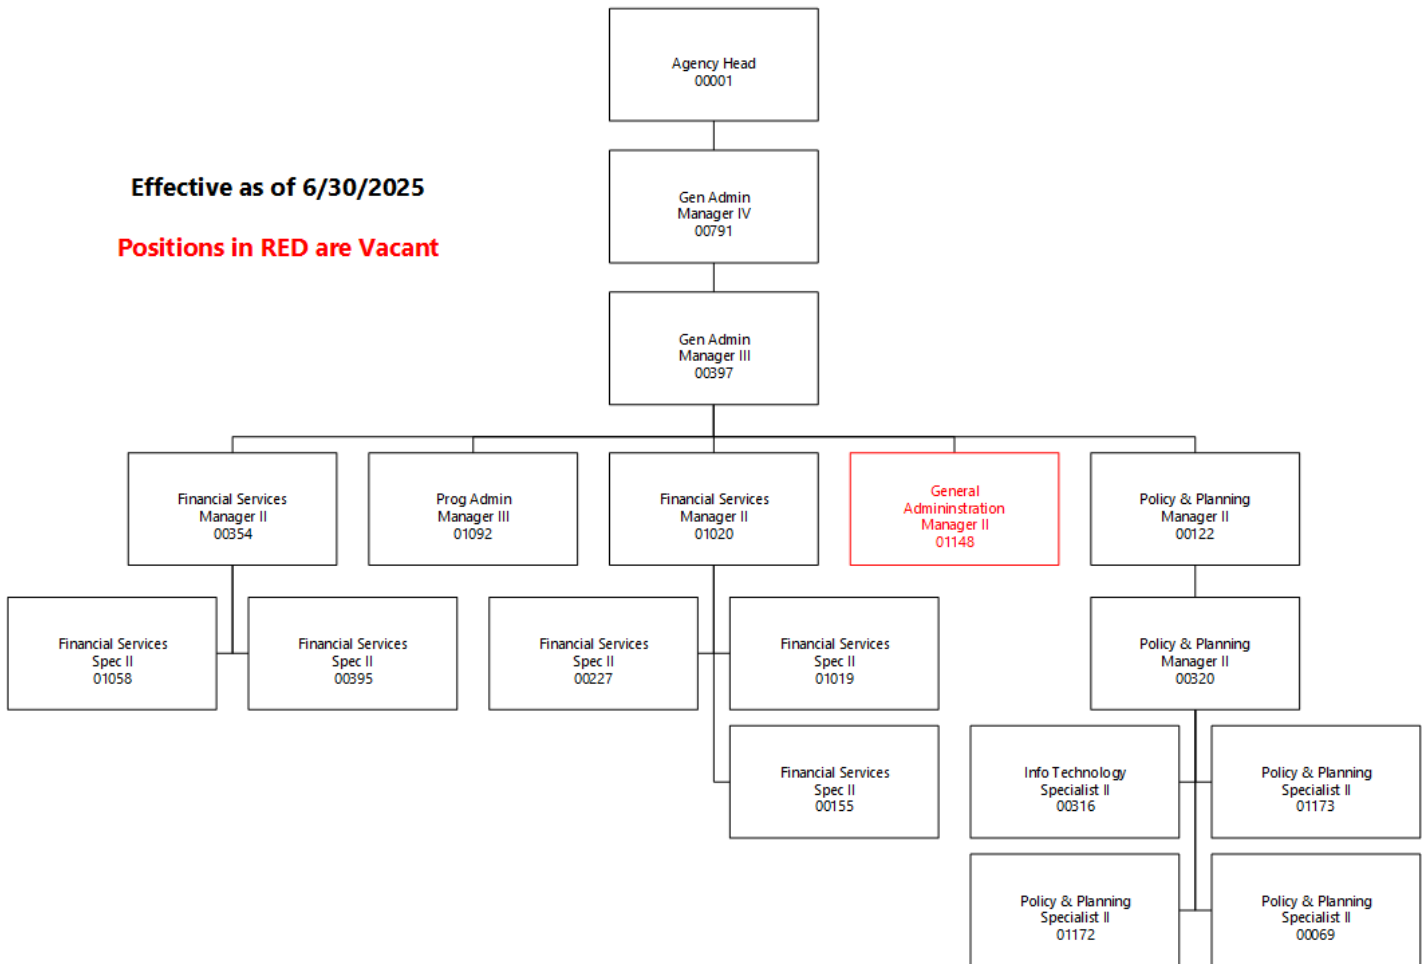 Agency Head
00001
Effective as of 6/30/2025
Positions in RED are Vacant
Gen Admin
Manager IV
00791
Gen Admin
Manager III
00397
Financial Services
Manager II
00354
Prog Admin
Manager III
01092
Financial Services
Manager II
01020
General
Admininstration
Manager II
01148
Policy & Planning
Manager II
00122
Financial Services
Spec II
01058
Financial Services
Spec II
00395
Financial Services
Spec II
00227
Financial Services
Spec II
01019
Policy & Planning
Manager II
00320
Financial Services
Spec II
00155
Info Technology
Specialist II
00316
Policy & Planning
Specialist II
01173
Policy & Planning
Specialist II
01172
Policy & Planning
Specialist II
00069